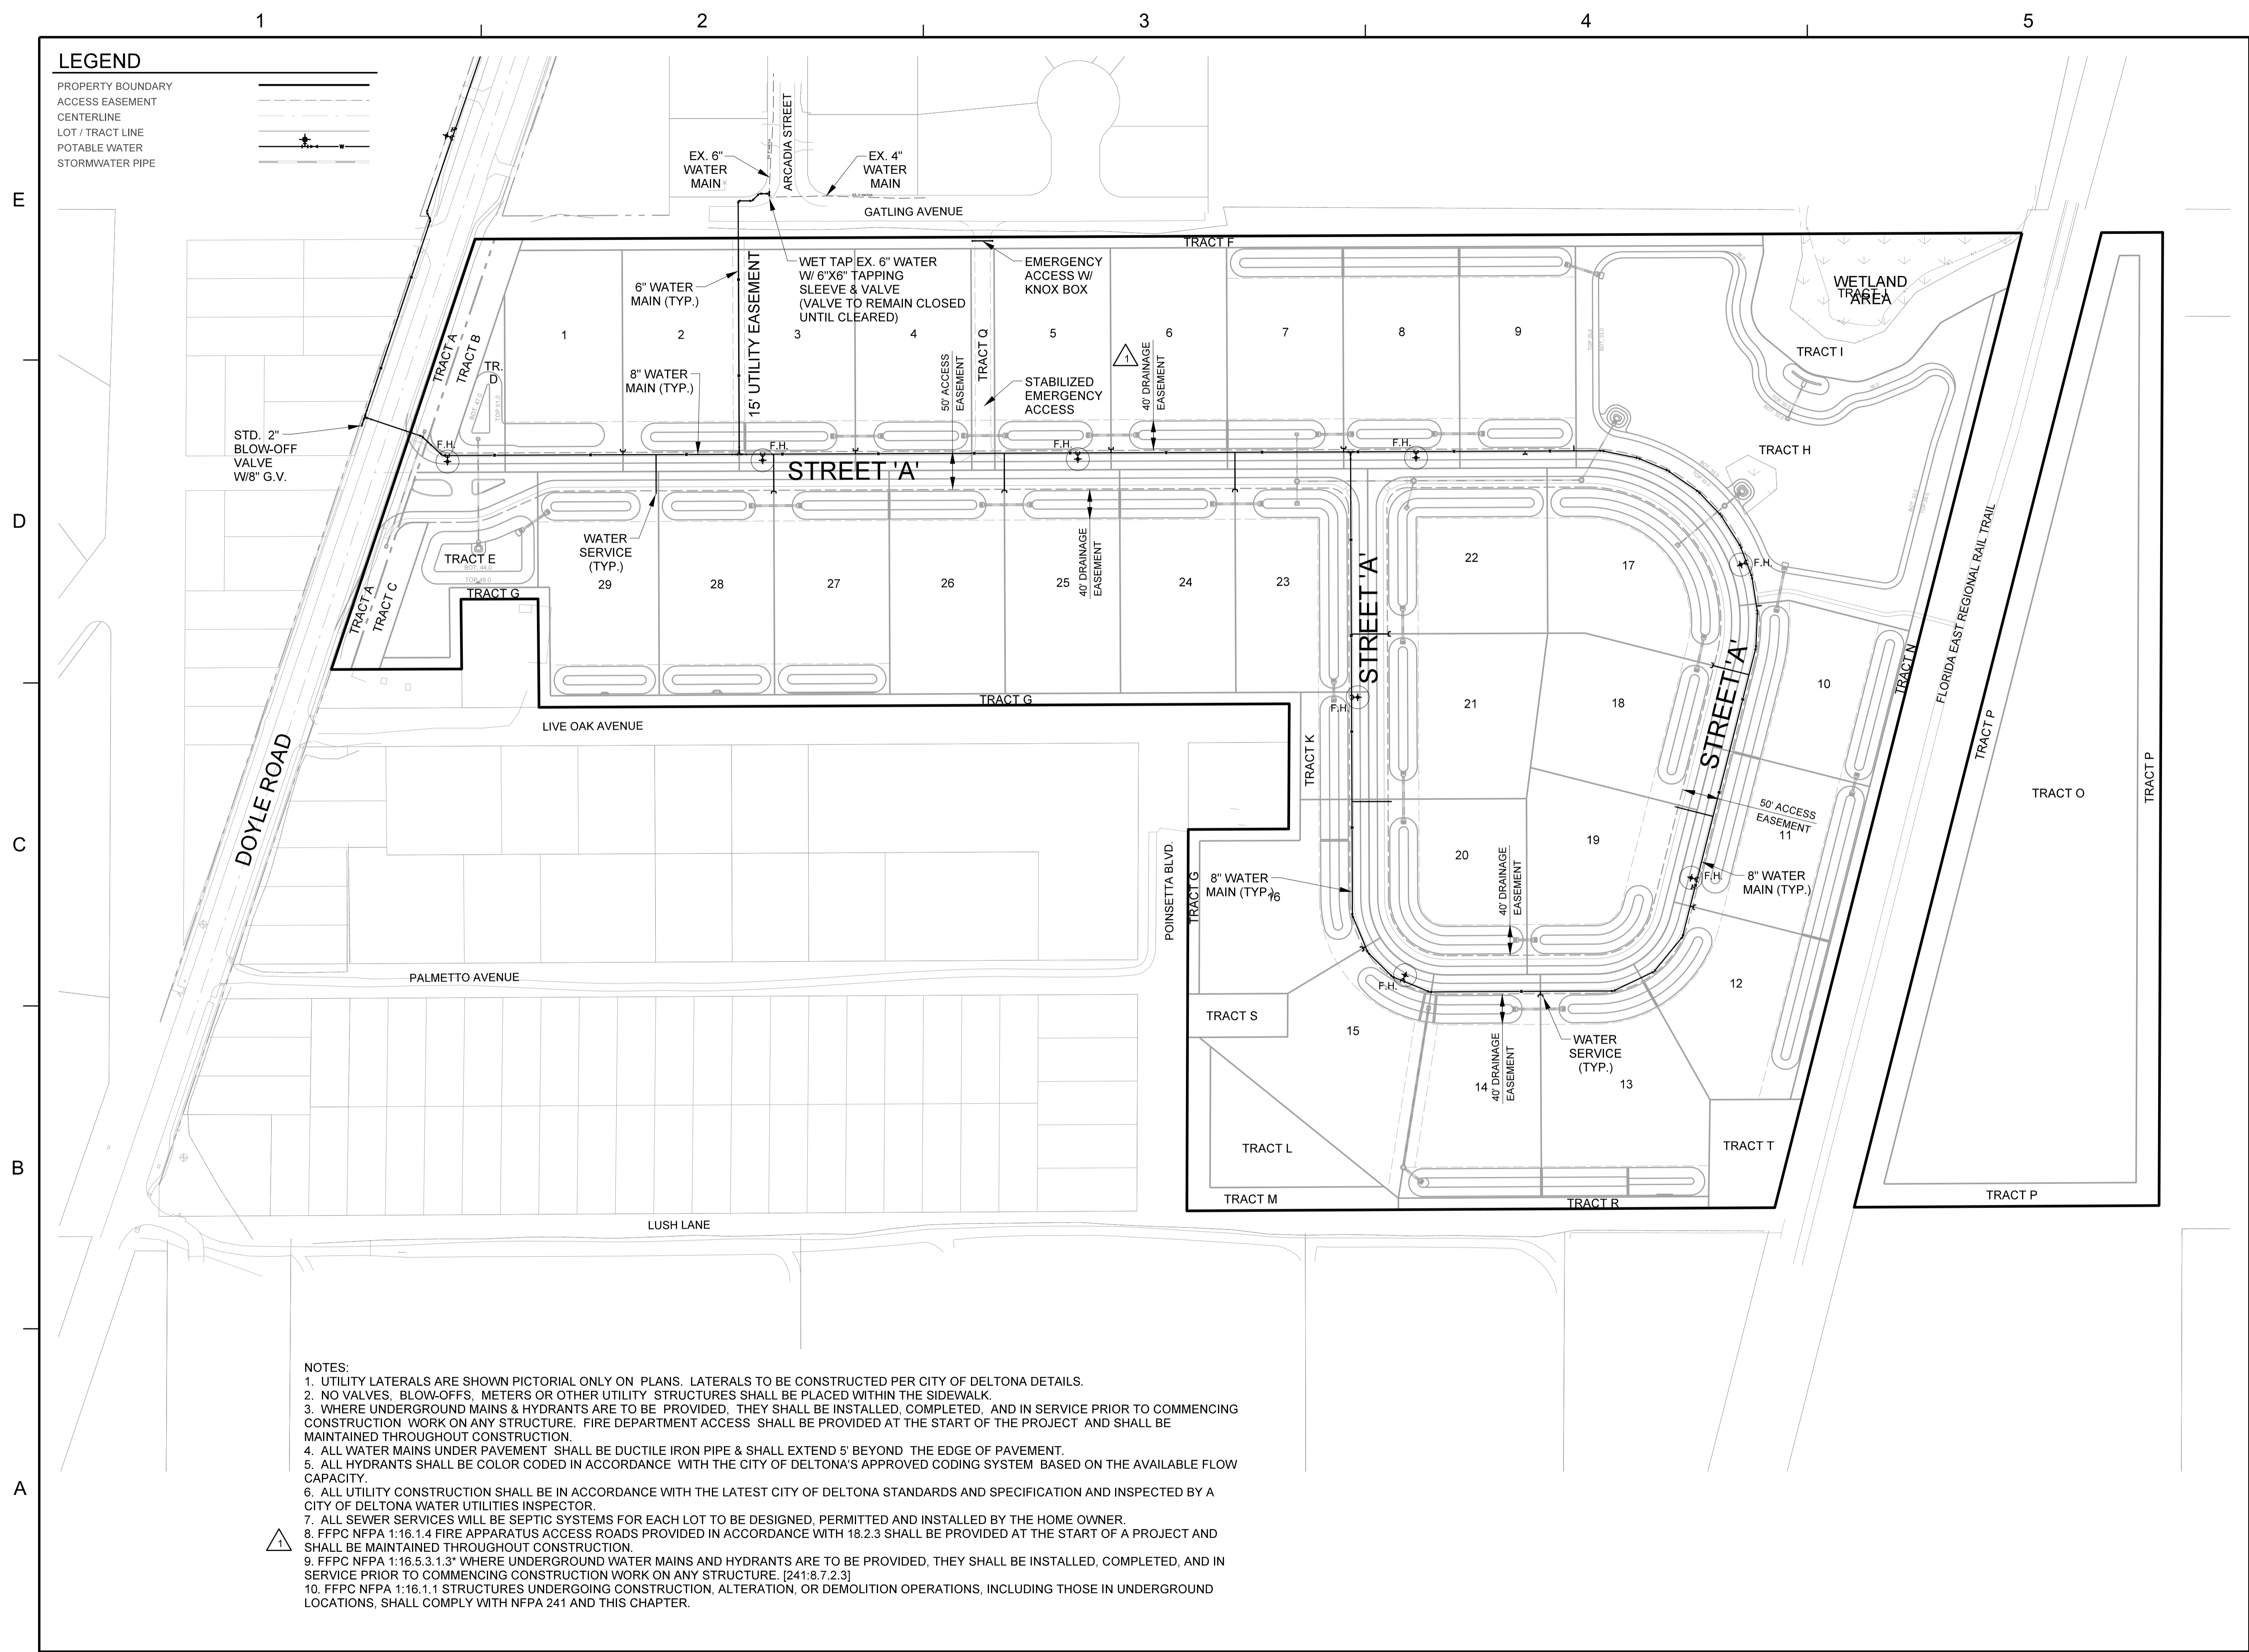 1 2 3 4 5
LEGEND
PROPERTY BOUNDARY
ACCESS EASEMENT
CENTERLINE
LOT / TRACT LINE
POTABLE WATER
W
STORMWATER PIPE
E
D
C
B
A
EX. 6"
WATER
MAIN
ARCADIA STREET
EX. 4"
WATER
MAIN
GATLING AVENUE
TRACT F
6" WATER
MAIN (TYP.)
15' UTILITY EASEMENT
WET TAP EX. 6" WATER
W/ 6"X6" TAPPING
SLEEVE & VALVE
(VALVE TO REMAIN CLOSED
UNTIL CLEARED)
EMERGENCY
ACCESS W/
KNOX BOX
WETLAND
AREA
TRACT J
TRACT I
TRACT H
TRACT A
TRACT B
TR.
D
BOT. 47.0
TOP 51.0
1
2
3
4
5
6
7
8
9
1
8" WATER
MAIN (TYP.)
50' ACCESS
EASEMENT
TRACT Q
STABILIZED
EMERGENCY
ACCESS
40' DRAINAGE
EASEMENT
STD. 2"
BLOW-OFF
VALVE
W/8" G.V.
F.H.
F.H.
F.H.
F.H.
STREET 'A'
TRACT E
BOT. 44.0
TOP 48.0
TRACT A
TRACT C
TRACT G
WATER
SERVICE
(TYP.)
29
28
27
26
25
24
23
40' DRAINAGE
EASEMENT
STREET 'A'
22
17
F.H.
21
18
STREET 'A'
10
TRACT N
FLORIDA EAST REGIONAL RAIL TRAIL
TRACT P
TRACT O
TRACT P
TRACT P
TRACT G
F.H.
LIVE OAK AVENUE
DOYLE ROAD
TRACT K
50' ACCESS
EASEMENT
11
20
19
40' DRAINAGE
EASEMENT
F.H.
8" WATER
MAIN (TYP.)
8" WATER
MAIN (TYP.)
16
TRACT G
POINSETTA BLVD.
PALMETTO AVENUE
F.H.
12
TRACT S
15
WATER
SERVICE
(TYP.)
14
40' DRAINAGE
EASEMENT
13
TRACT L
TRACT T
TRACT M
TRACT R
LUSH LANE
NOTES:
1. UTILITY LATERALS ARE SHOWN PICTORIAL ONLY ON PLANS. LATERALS TO BE CONSTRUCTED PER CITY OF DELTONA DETAILS.
2. NO VALVES, BLOW-OFFS, METERS OR OTHER UTILITY STRUCTURES SHALL BE PLACED WITHIN THE SIDEWALK.
3. WHERE UNDERGROUND MAINS & HYDRANTS ARE TO BE PROVIDED, THEY SHALL BE INSTALLED, COMPLETED, AND IN SERVICE PRIOR TO COMMENCING
CONSTRUCTION WORK ON ANY STRUCTURE. FIRE DEPARTMENT ACCESS SHALL BE PROVIDED AT THE START OF THE PROJECT AND SHALL BE
MAINTAINED THROUGHOUT CONSTRUCTION.
4. ALL WATER MAINS UNDER PAVEMENT SHALL BE DUCTILE IRON PIPE & SHALL EXTEND 5' BEYOND THE EDGE OF PAVEMENT.
5. ALL HYDRANTS SHALL BE COLOR CODED IN ACCORDANCE WITH THE CITY OF DELTONA'S APPROVED CODING SYSTEM BASED ON THE AVAILABLE FLOW
CAPACITY.
6. ALL UTILITY CONSTRUCTION SHALL BE IN ACCORDANCE WITH THE LATEST CITY OF DELTONA STANDARDS AND SPECIFICATION AND INSPECTED BY A
CITY OF DELTONA WATER UTILITIES INSPECTOR.
7. ALL SEWER SERVICES WILL BE SEPTIC SYSTEMS FOR EACH LOT TO BE DESIGNED, PERMITTED AND INSTALLED BY THE HOME OWNER.
1
8. FFPC NFPA 1:16.1.4 FIRE APPARATUS ACCESS ROADS PROVIDED IN ACCORDANCE WITH 18.2.3 SHALL BE PROVIDED AT THE START OF A PROJECT AND
SHALL BE MAINTAINED THROUGHOUT CONSTRUCTION.
9. FFPC NFPA 1:16.5.3.1.3* WHERE UNDERGROUND WATER MAINS AND HYDRANTS ARE TO BE PROVIDED, THEY SHALL BE INSTALLED, COMPLETED, AND IN
SERVICE PRIOR TO COMMENCING CONSTRUCTION WORK ON ANY STRUCTURE. [241:8.7.2.3]
10. FFPC NFPA 1:16.1.1 STRUCTURES UNDERGOING CONSTRUCTION, ALTERATION, OR DEMOLITION OPERATIONS, INCLUDING THOSE IN UNDERGROUND
LOCATIONS, SHALL COMPLY WITH NFPA 241 AND THIS CHAPTER.